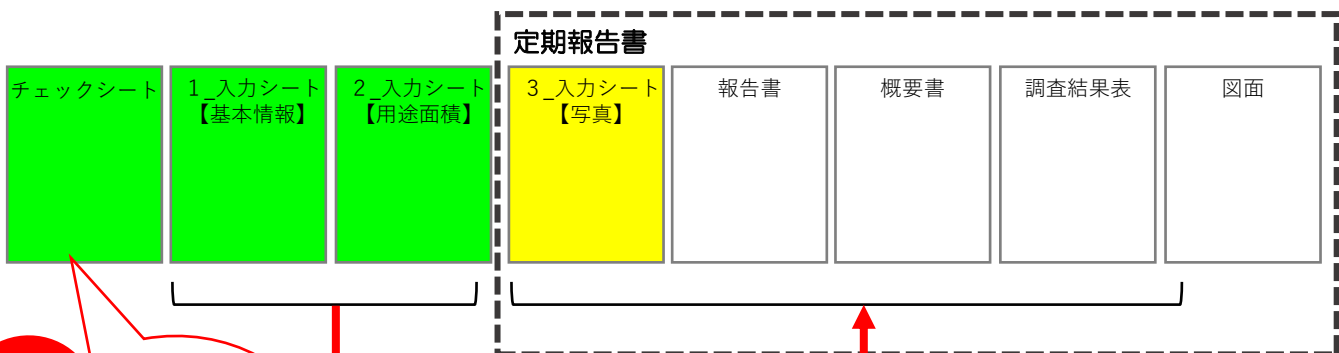 定期報告書
チェックシート
1_入力シート
【基本情報】
2_入力シート
【用途面積】
3_入力シート
【写真】
報告書
概要書
調査結果表
図面